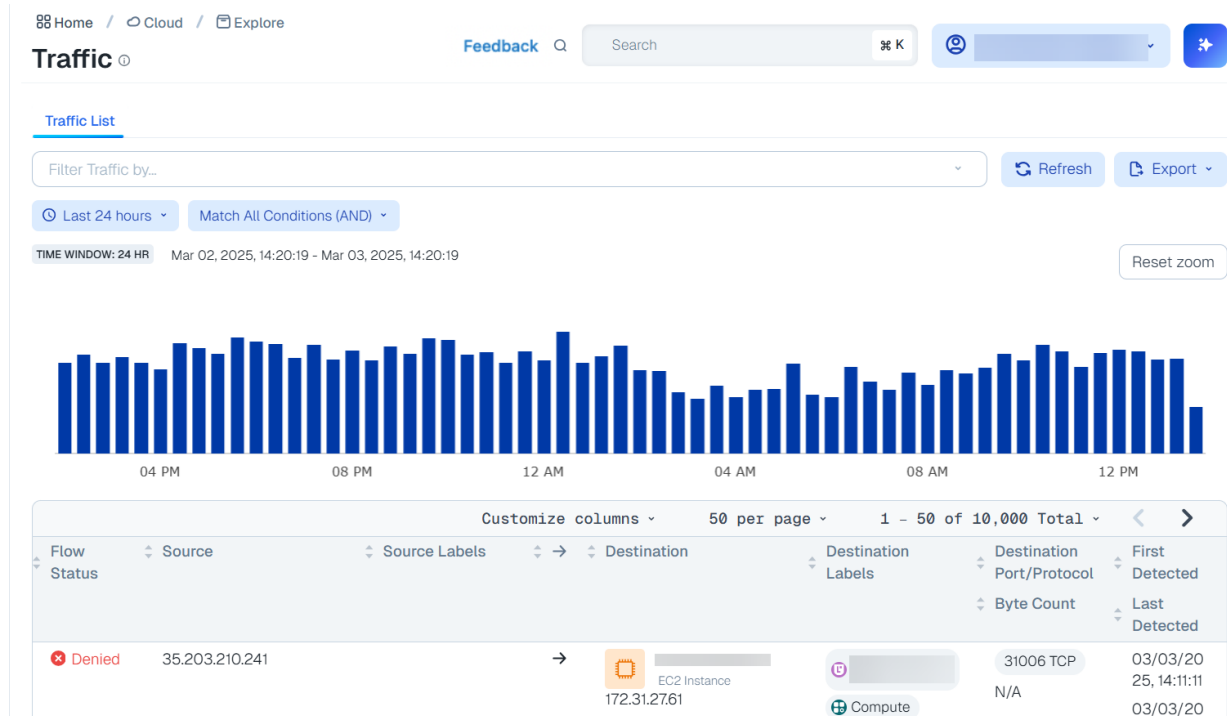 Home / Cloud / Explore
Traffic
Feedback
Search
⌘ K
Traffic List
Filter Traffic by...
Refresh
Export
Last 24 hours
Match All Conditions (AND)
TIME WINDOW: 24 HR
Mar 02, 2025, 14:20:19 - Mar 03, 2025, 14:20:19
Reset zoom
04 PM 08 PM 12 AM 04 AM 08 AM 12 PM
Customize columns
50 per page
1 – 50 of 10,000 Total
Flow
Status
Source
Source Labels
→
Destination
Destination
Labels
Destination
Port/Protocol
Byte Count
First
Detected
Last
Detected
Denied
35.203.210.241
→
EC2 Instance
172.31.27.61
Compute
31006 TCP
N/A
03/03/20
25, 14:11:11
03/03/20